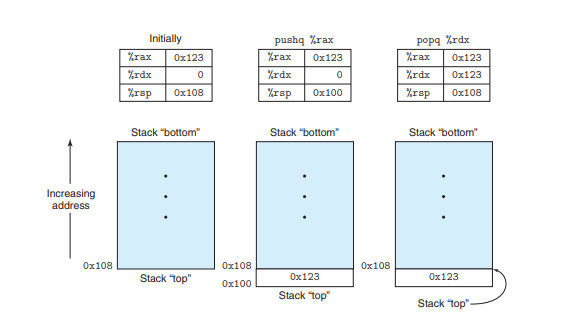 Initially
%rax 0x123
%rdx 0
%rsp 0x108
pushq %rax
%rax 0x123
%rdx 0
%rsp 0x100
popq %rdx
%rax 0x123
%rdx 0x123
%rsp 0x108
Increasing
address
Stack “bottom”
0x108
Stack “top”
Stack “bottom”
0x108
0x100
0x123
Stack “top”
Stack “bottom”
0x108
0x123
Stack “top”